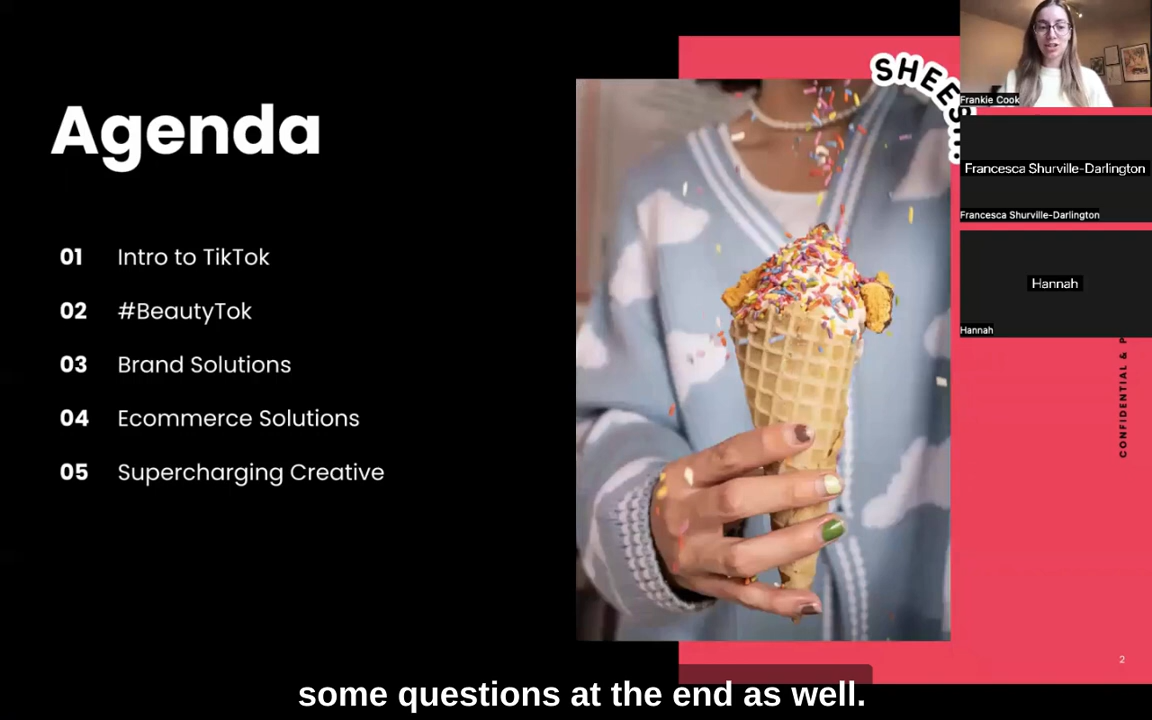 Agenda
01 Intro to TikTok
02 #BeautyTok
03 Brand Solutions
04 Ecommerce Solutions
05 Supercharging Creative
Frankie Cook
Francesca Shurville-Darlington
Francesca Shurville-Darlington
Hannah
Hannah
CONFIDENTIAL &
2
some questions at the end as well.